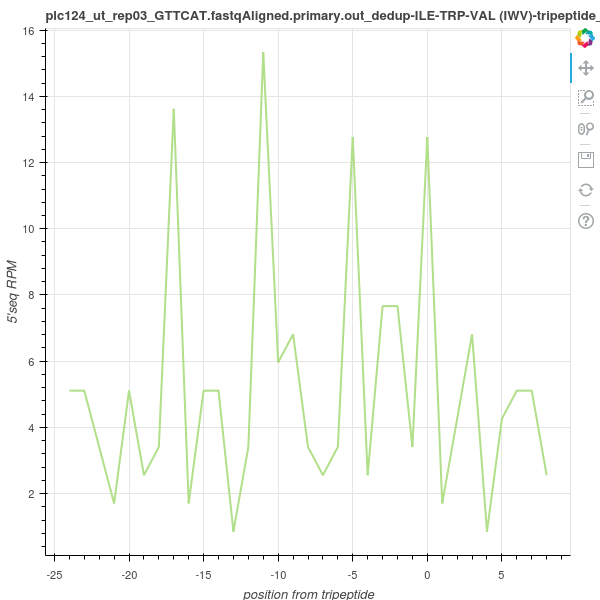 plc124_ut_rep03_GTTCAT.fastqAligned.primary.out_dedup-ILE-TRP-VAL (IWV)-tripeptide_
16
14
12
10
8
6
4
2
5'seq RPM
-25 -20 -15 -10 -5 0 5
position from tripeptide